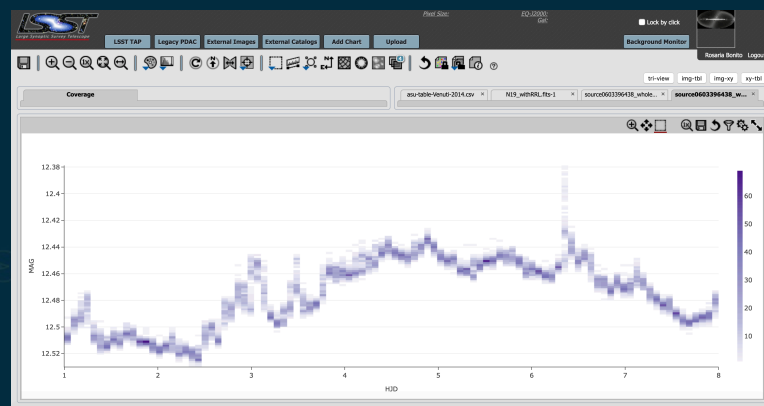 Pixel Size:
EQ-J2000:
Gal:
Lock by click
LSST
Large Synoptic Survey Telescope
LSST TAP
Legacy PDAC
External Images
External Catalogs
Add Chart
Upload
Background Monitor
Rosaria Bonito Logou
tri-view
img-tbl
img-xy
xy-tbl
Coverage
asu-table-Venuti-2014.csv ×
N19_withRRL.fits-1 ×
source0603396438_whole... ×
source0603396438_w... ×
12.38
12.4
12.42
12.44
12.46
12.48
12.5
12.52
MAG
1
2
3
4
5
6
7
8
HJD
60
50
40
30
20
10